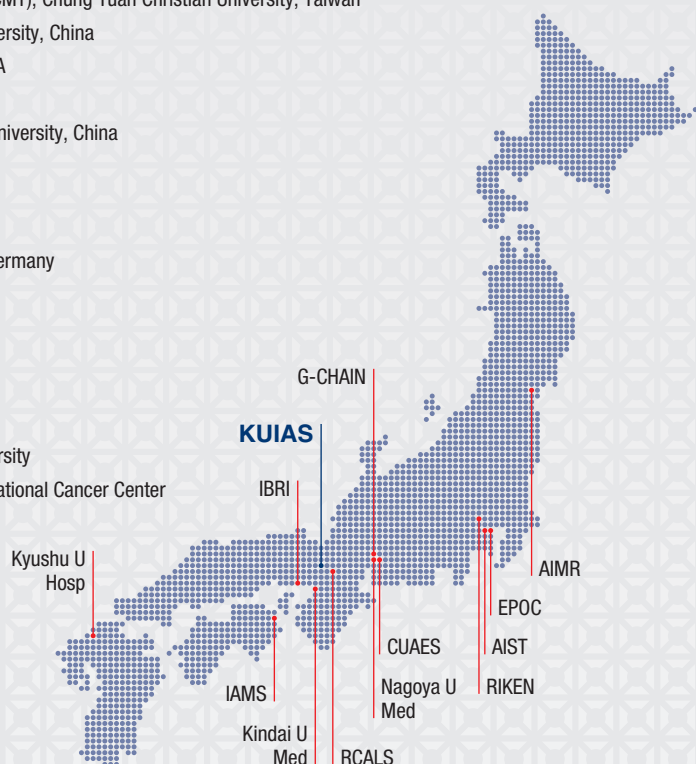 CMT), Chung Yuan Christian University, Taiwan
ersity, China
A
niversity, China
ermany
G-CHAIN
KUIAS
rsity
ational Cancer Center
IBRI
Kyushu U
Hosp
AIMR
EPOC
CUAES
AIST
IAMS
Nagoya U
Med
RIKEN
Kindai U
Med
RCALS